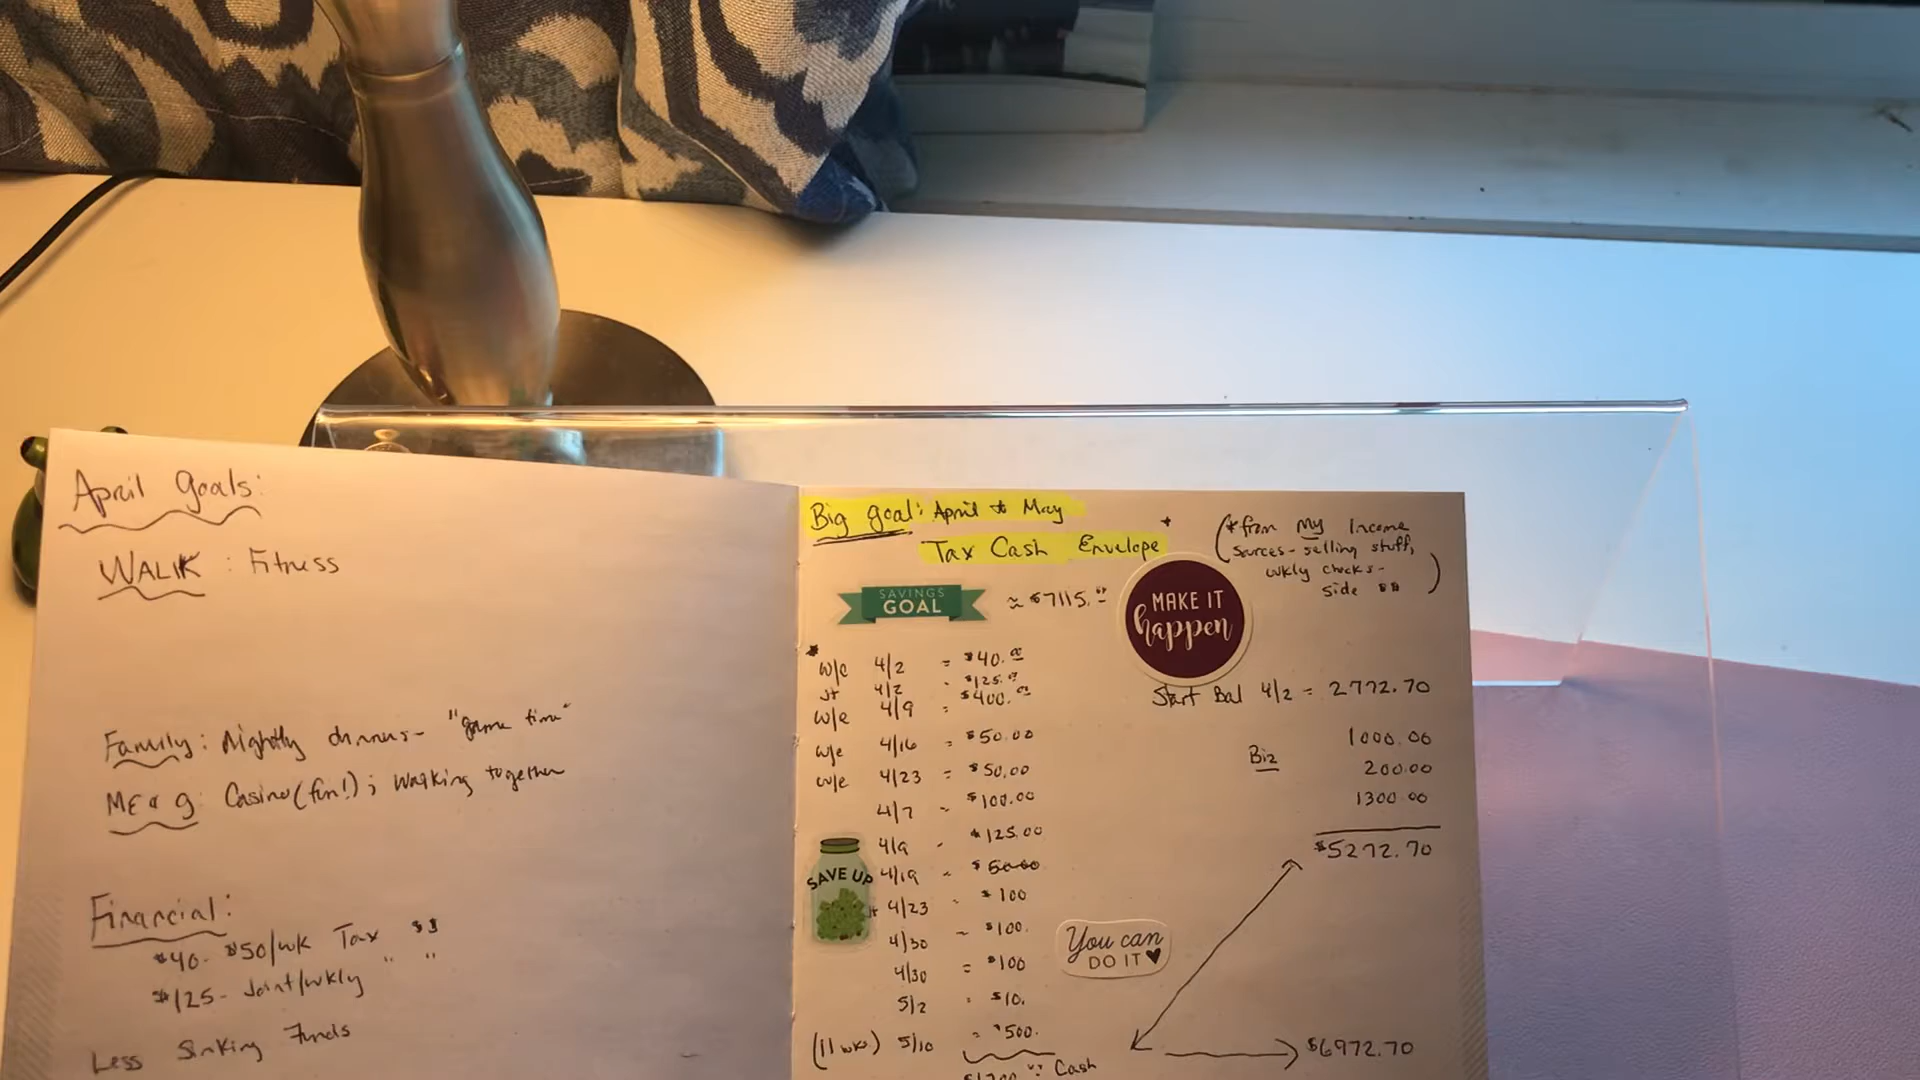 April Goals:
WALK : Fitness
Family: Nightly dinners- "game time"
ME & g: Casino (fun!); walking together
Financial:
$40- $50/wk Tax $$
$125- Joint/wkly " "
Less Sinking Funds
Big Goal: April to May
Tax Cash Envelope *
(*from My Income
sources- selling stuff,
wkly checks-
side $$)
SAVINGS
GOAL
≈ $7115.00
MAKE IT
happen
* w/e 4/2 = $40.00
Jt 4/2 - $125.00
w/e 4/9 = $400.00
w/e 4/16 = $50.00
w/e 4/23 = $50.00
4/7 - $100.00
4/9 - $125.00
4/19 - $50.00
Jt 4/23 - $100
4/30 - $100.
4/30 = $100
5/2 - $10.
(11 wks) 5/10 = $500.
Cash
SAVE UP
You can
DO IT
Start Bal 4/2 = 2772.70
1000.00
Biz 200.00
1300.00
$5272.70
$6972.70